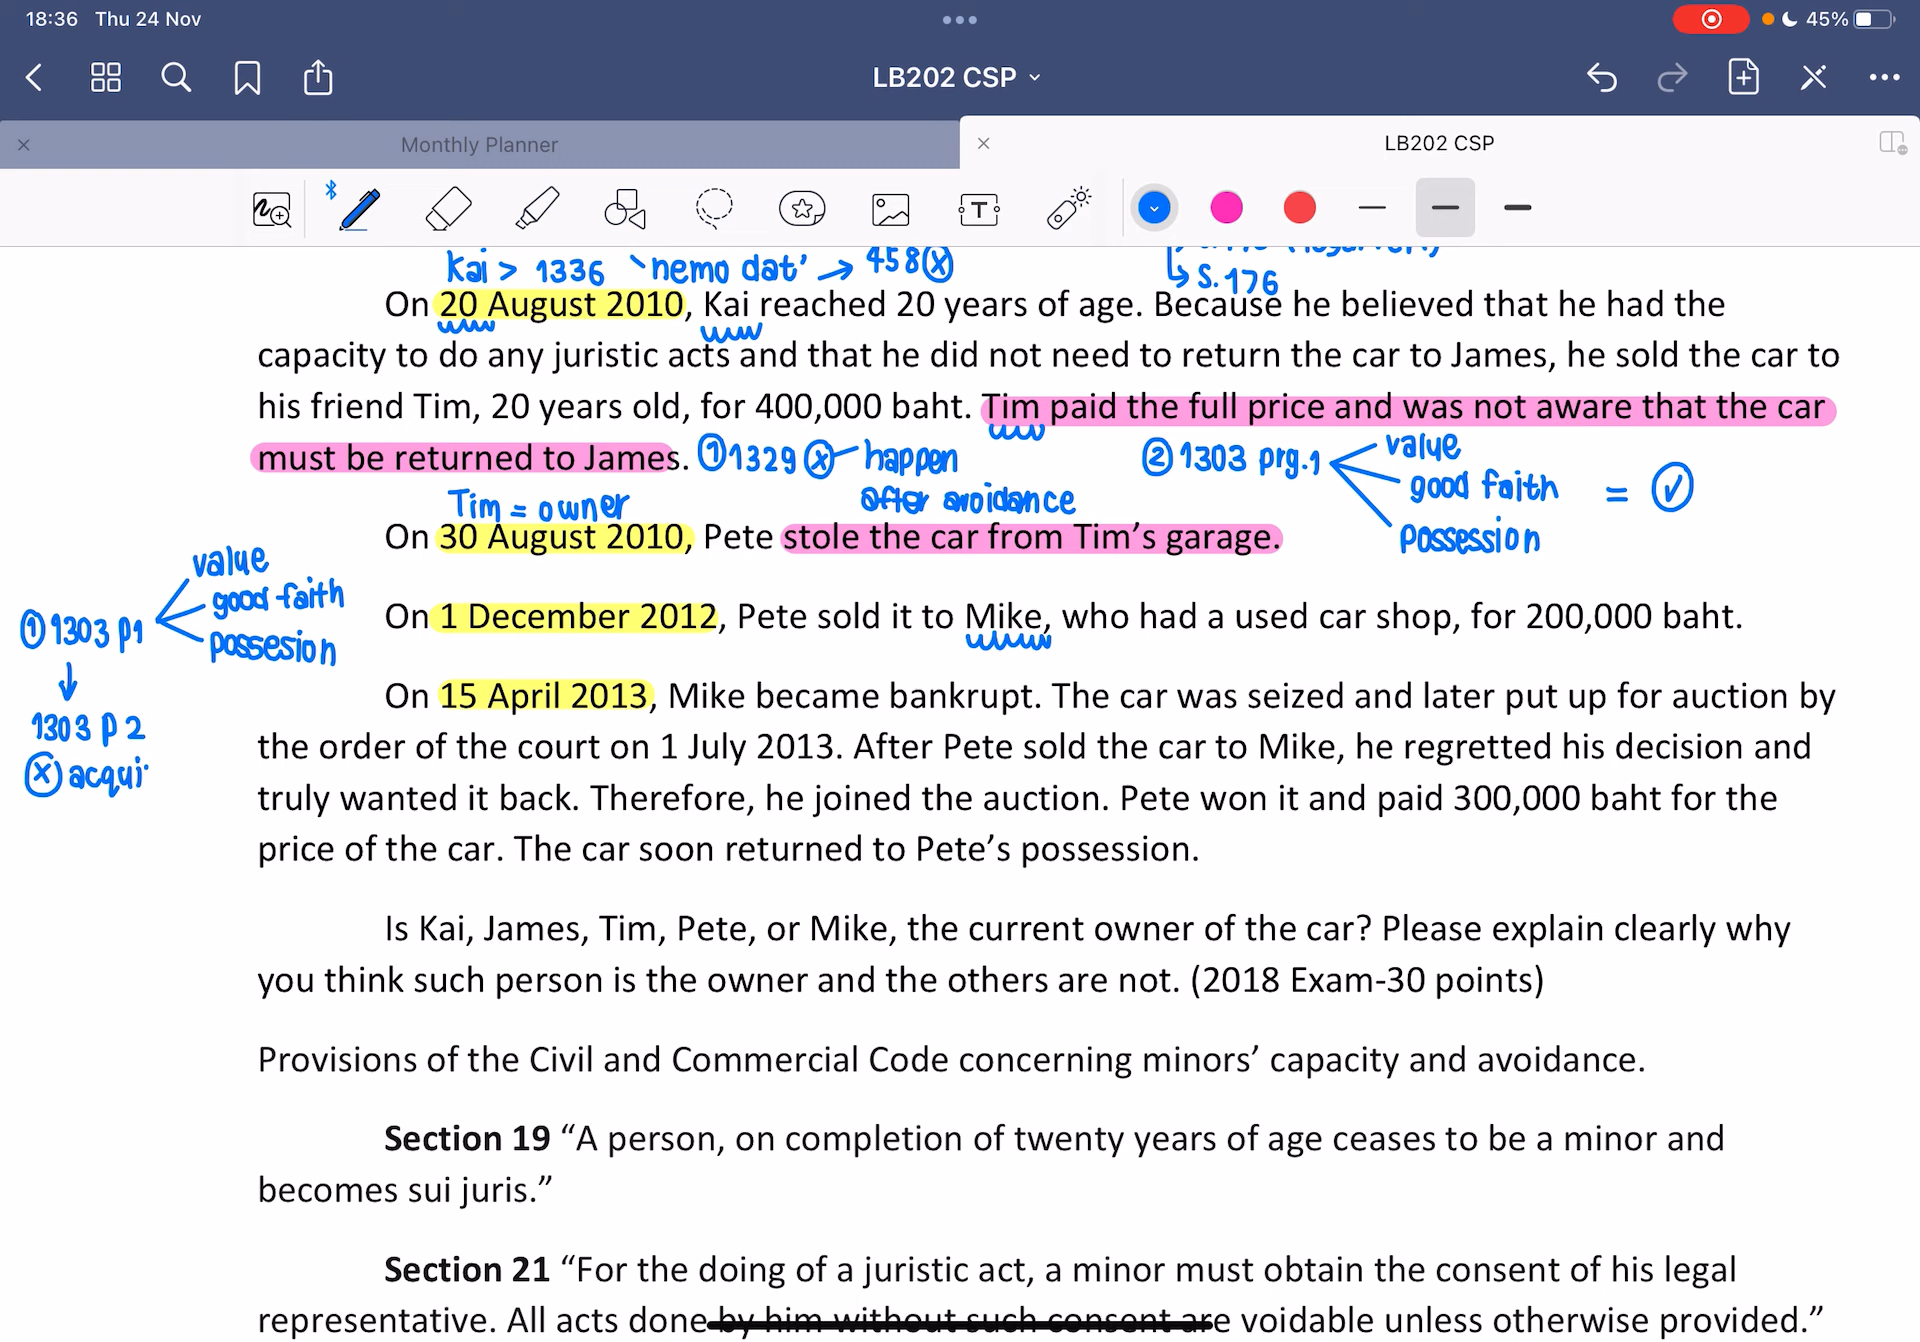 18:36 Thu 24 Nov
45%
LB202 CSP
Monthly Planner
LB202 CSP
Kai > 1336 'nemo dat' → 458 (x)
↳ S.176
On 20 August 2010, Kai reached 20 years of age. Because he believed that he had the
capacity to do any juristic acts and that he did not need to return the car to James, he sold the car to
his friend Tim, 20 years old, for 400,000 baht. Tim paid the full price and was not aware that the car
must be returned to James.
① 1329 (x) happen
after avoidance
② 1303 prg.1
value
good faith
possession
= (✓)
Tim = owner
On 30 August 2010, Pete stole the car from Tim's garage.
① 1303 p1
value
good faith
possesion
↓
1303 p 2
(x) acqui
On 1 December 2012, Pete sold it to Mike, who had a used car shop, for 200,000 baht.
On 15 April 2013, Mike became bankrupt. The car was seized and later put up for auction by
the order of the court on 1 July 2013. After Pete sold the car to Mike, he regretted his decision and
truly wanted it back. Therefore, he joined the auction. Pete won it and paid 300,000 baht for the
price of the car. The car soon returned to Pete's possession.
Is Kai, James, Tim, Pete, or Mike, the current owner of the car? Please explain clearly why
you think such person is the owner and the others are not. (2018 Exam-30 points)
Provisions of the Civil and Commercial Code concerning minors' capacity and avoidance.
Section 19 “A person, on completion of twenty years of age ceases to be a minor and
becomes sui juris.”
Section 21 “For the doing of a juristic act, a minor must obtain the consent of his legal
representative. All acts done by him without such consent are voidable unless otherwise provided.”